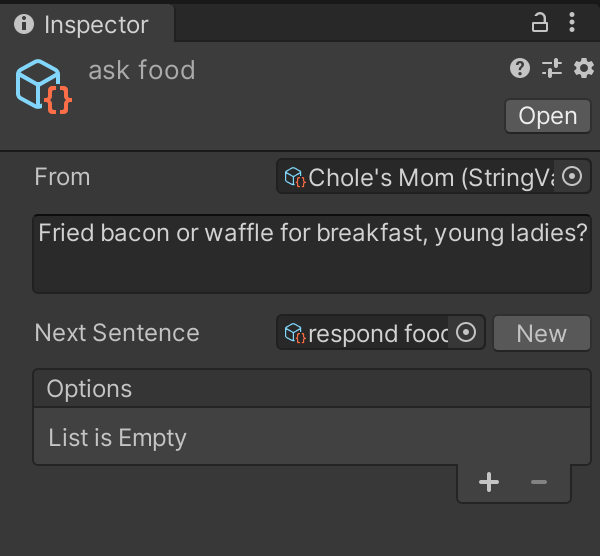 Inspector
ask food
Open
From Chole's Mom (StringVa
Fried bacon or waffle for breakfast, young ladies?
Next Sentence respond food New
Options
List is Empty